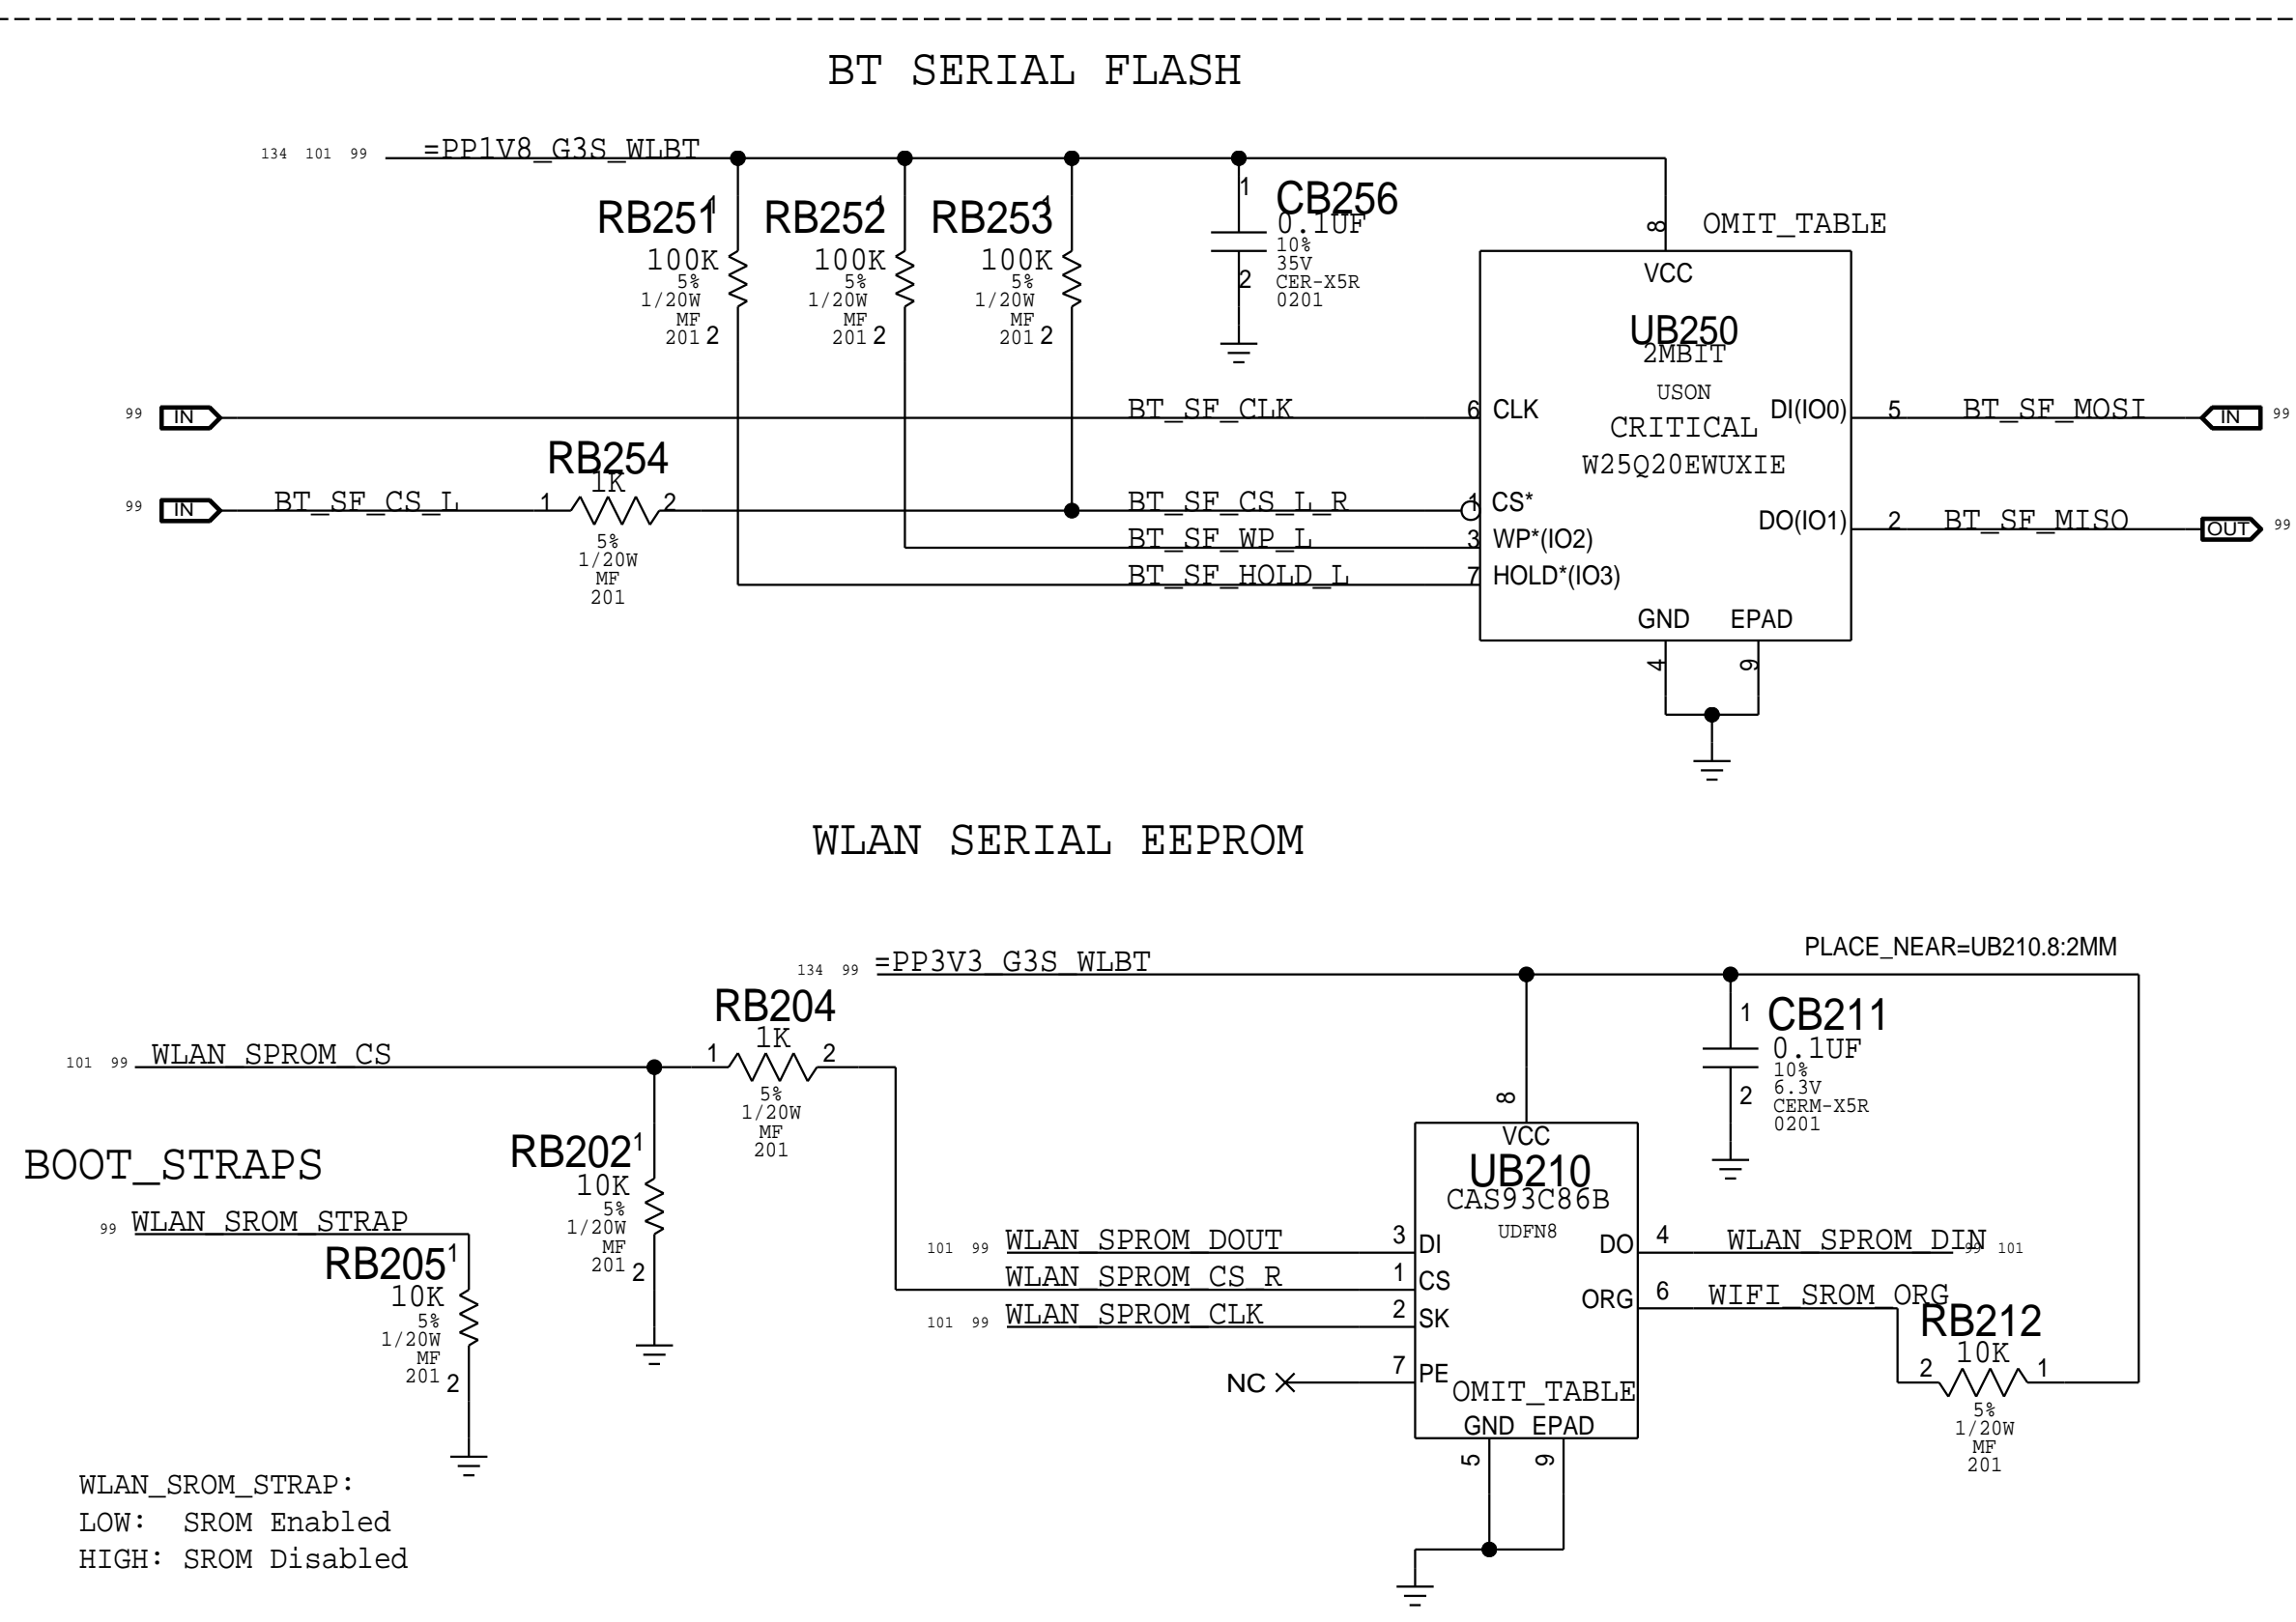 BT SERIAL FLASH
134 101 99 =PP1V8_G3S_WLBT
RB251 1
100K
5%
1/20W
MF
201 2
RB252 1
100K
5%
1/20W
MF
201 2
RB253 1
100K
5%
1/20W
MF
201 2
1 CB256
0.1UF
10%
35V
2 CER-X5R
0201
8 OMIT_TABLE
VCC
UB250
2MBIT
USON
CRITICAL
W25Q20EWUXIE
99 IN BT_SF_CLK 6 CLK
DI(IO0) 5 BT_SF_MOSI IN 99
RB254
1K
99 IN BT_SF_CS_L 1 2 BT_SF_CS_L_R 1 CS*
5%
1/20W
MF
201
DO(IO1) 2 BT_SF_MISO OUT 99
BT_SF_WP_L 3 WP*(IO2)
BT_SF_HOLD_L 7 HOLD*(IO3)
GND EPAD
4 9
WLAN SERIAL EEPROM
PLACE_NEAR=UB210.8:2MM
134 99 =PP3V3_G3S_WLBT
RB204
1K
101 99 WLAN_SPROM_CS 1 2
5%
1/20W
MF
201
1 CB211
0.1UF
10%
6.3V
2 CERM-X5R
0201
8
VCC
UB210
CAS93C86B
UDFN8
BOOT_STRAPS
RB202 1
10K
5%
1/20W
MF
201 2
99 WLAN_SROM_STRAP
RB205 1
10K
5%
1/20W
MF
201 2
101 99 WLAN_SPROM_DOUT 3 DI
DO 4 WLAN_SPROM_DIN 99 101
WLAN_SPROM_CS_R 1 CS
ORG 6 WIFI_SROM_ORG
101 99 WLAN_SPROM_CLK 2 SK
RB212
10K
2 1
5%
1/20W
MF
201
NC 7 PE
OMIT_TABLE
GND EPAD
5 9
WLAN_SROM_STRAP:
LOW: SROM Enabled
HIGH: SROM Disabled